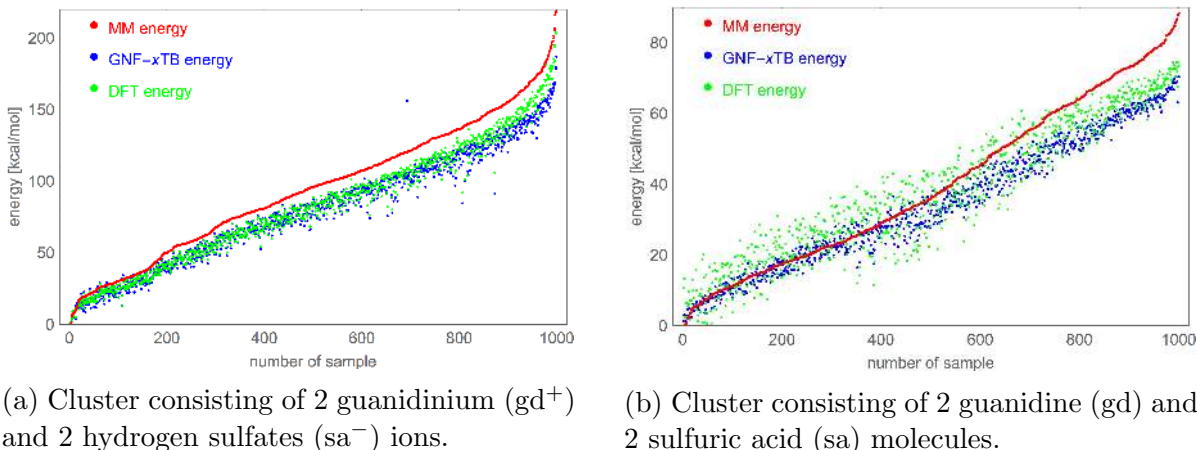 200
150
100
50
0
energy [kcal/mol]
MM energy
GNF-xTB energy
DFT energy
0
200
400
600
800
1000
number of sample
80
60
40
20
0
energy [kcal/mol]
MM energy
GNF-xTB energy
DFT energy
0
200
400
600
800
1000
number of sample
(a) Cluster consisting of 2 guanidinium (gd⁺)
and 2 hydrogen sulfates (sa⁻) ions.
(b) Cluster consisting of 2 guanidine (gd) and
2 sulfuric acid (sa) molecules.